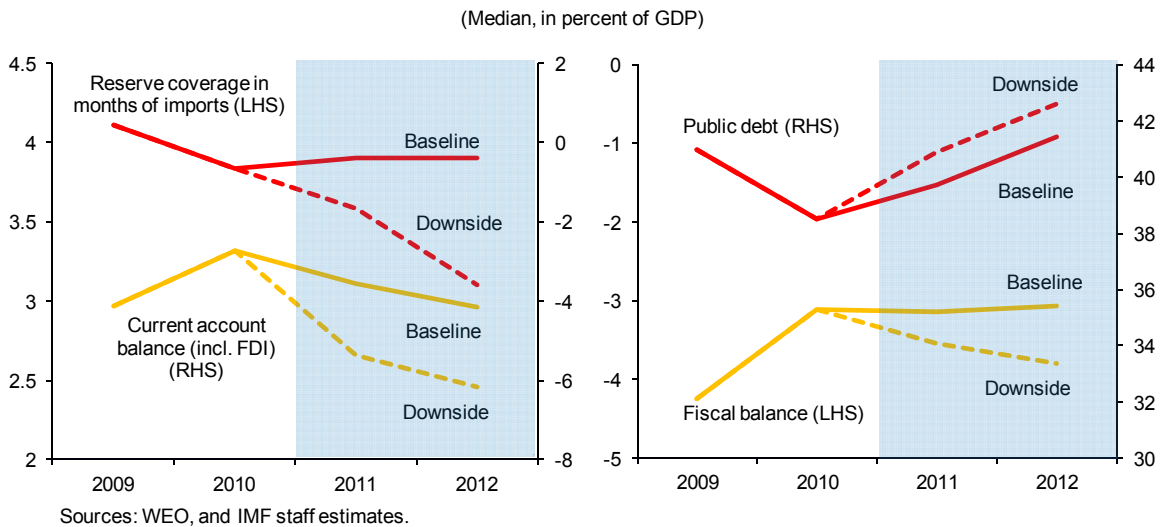 (Median, in percent of GDP)
4.5
4
3.5
3
2.5
2
2
0
-2
-4
-6
-8
Reserve coverage in
months of imports (LHS)
Baseline
Downside
Current account
balance (incl. FDI)
(RHS)
Baseline
Downside
2009 2010 2011 2012
0
-1
-2
-3
-4
-5
44
42
40
38
36
34
32
30
Downside
Public debt (RHS)
Baseline
Baseline
Downside
Fiscal balance (LHS)
2009 2010 2011 2012
Sources: WEO, and IMF staff estimates.